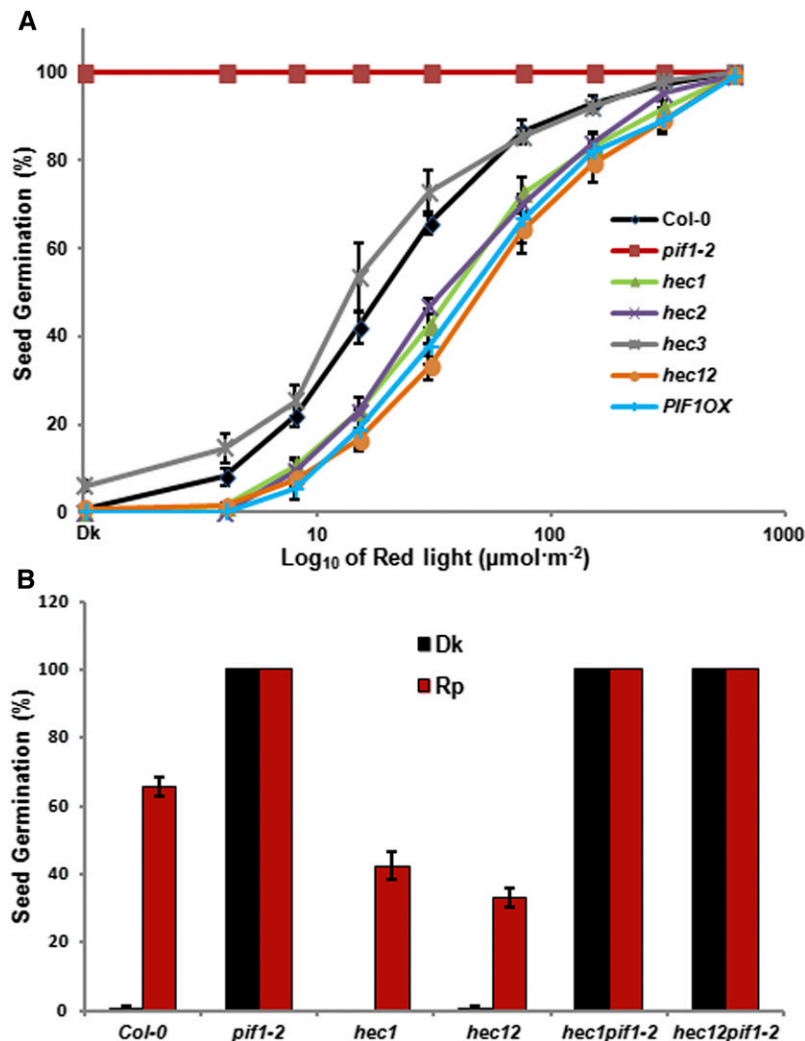 A
Seed Germination (%)
100
80
60
40
20
0
Col-0
pif1-2
hec1
hec2
hec3
hec12
PIF1OX
Dk
10
100
1000
Log₁₀ of Red light (µmol·m⁻²)
B
Seed Germination (%)
120
100
80
60
40
20
0
Dk
Rp
Col-0
pif1-2
hec1
hec12
hec1pif1-2
hec12pif1-2